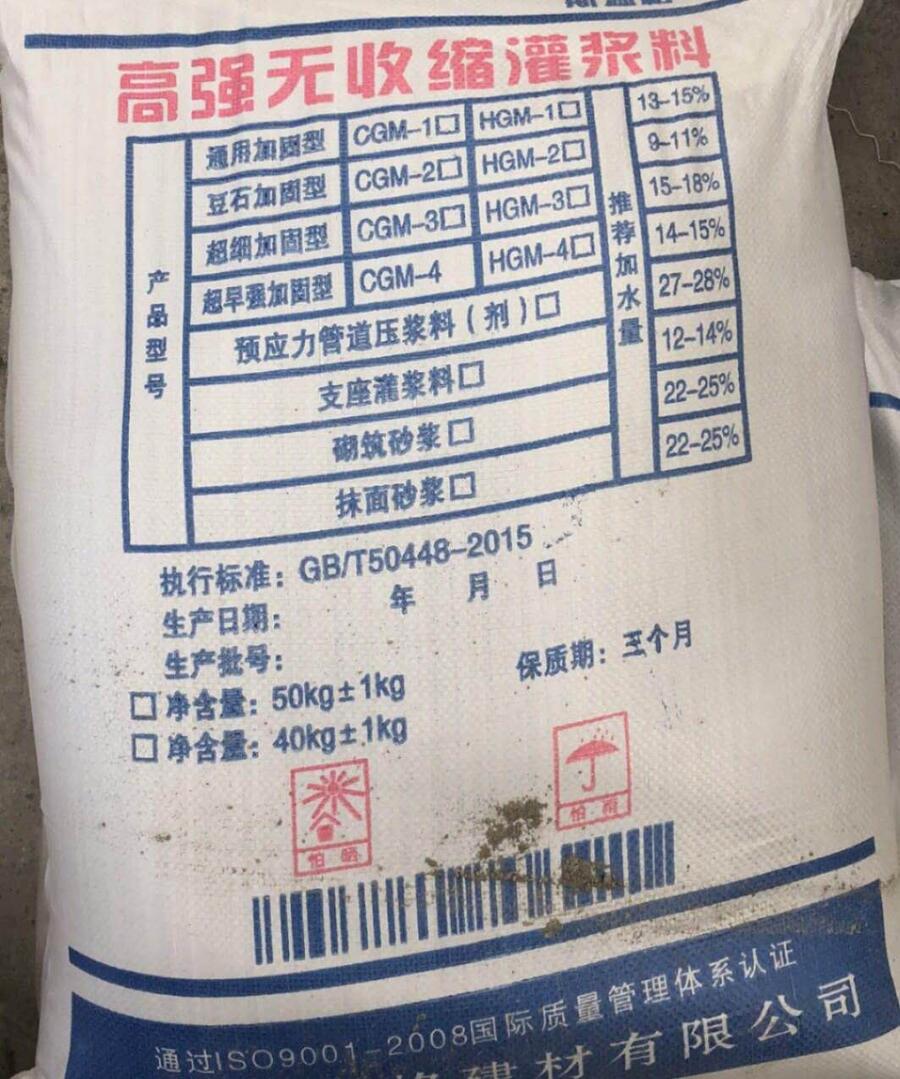 高强无收缩灌浆料
产品型号
通用加固型 CGM-1□ HGM-1□ 13-15%
豆石加固型 CGM-2□ HGM-2□ 9-11%
超细加固型 CGM-3□ HGM-3□ 15-18%
超早强加固型 CGM-4 HGM-4□ 14-15%
推荐加水量
预应力管道压浆料（剂）□ 27-28%
支座灌浆料□ 12-14%
砌筑砂浆□ 22-25%
抹面砂浆□ 22-25%
执行标准：GB/T50448-2015
生产日期： 年 月 日
生产批号：
保质期：三个月
□净含量：50kg±1kg
□净含量：40kg±1kg
怕晒
怕雨
通过ISO9001-2008国际质量管理体系认证
建材有限公司